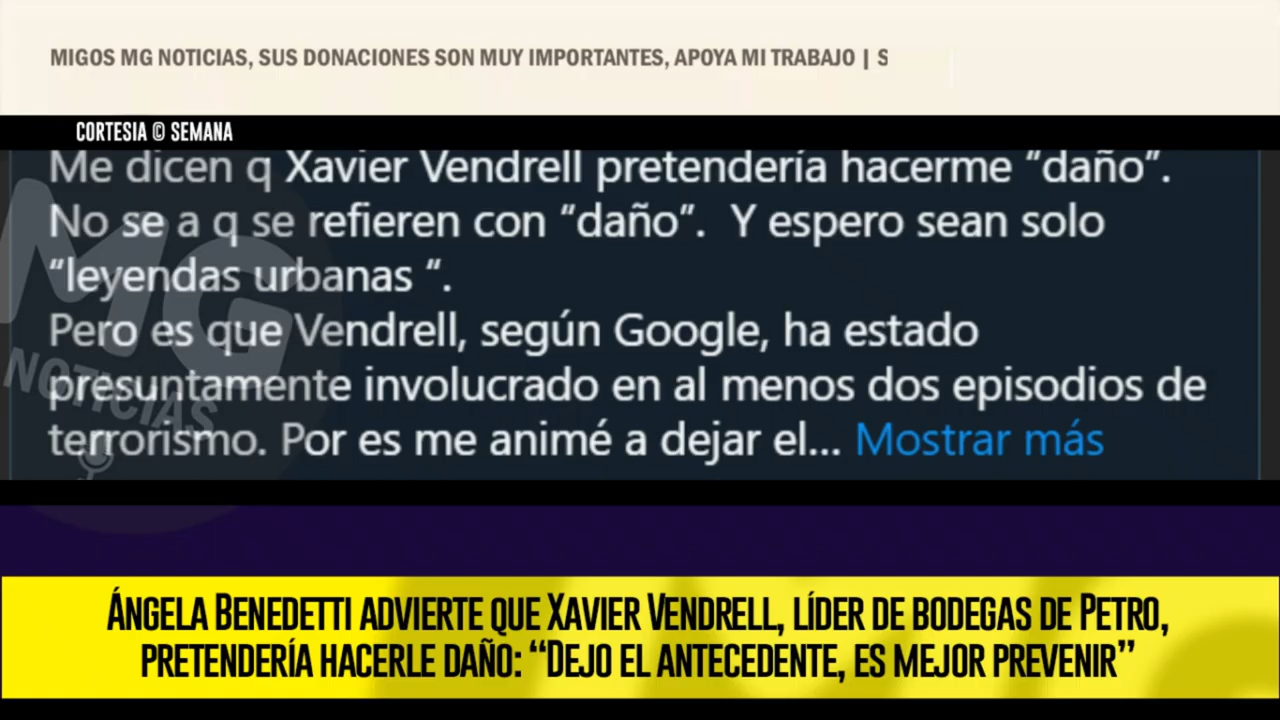 MIGOS MG NOTICIAS, SUS DONACIONES SON MUY IMPORTANTES, APOYA MI TRABAJO | S
CORTESIA © SEMANA
Me dicen q Xavier Vendrell pretendería hacerme “daño”.
No se a q se refieren con “daño”. Y espero sean solo
“leyendas urbanas “.
Pero es que Vendrell, según Google, ha estado
presuntamente involucrado en al menos dos episodios de
terrorismo. Por es me animé a dejar el... Mostrar más
MG
NOTICIAS
ÁNGELA BENEDETTI ADVIERTE QUE XAVIER VENDRELL, LÍDER DE BODEGAS DE PETRO,
PRETENDERÍA HACERLE DAÑO: “DEJO EL ANTECEDENTE, ES MEJOR PREVENIR”